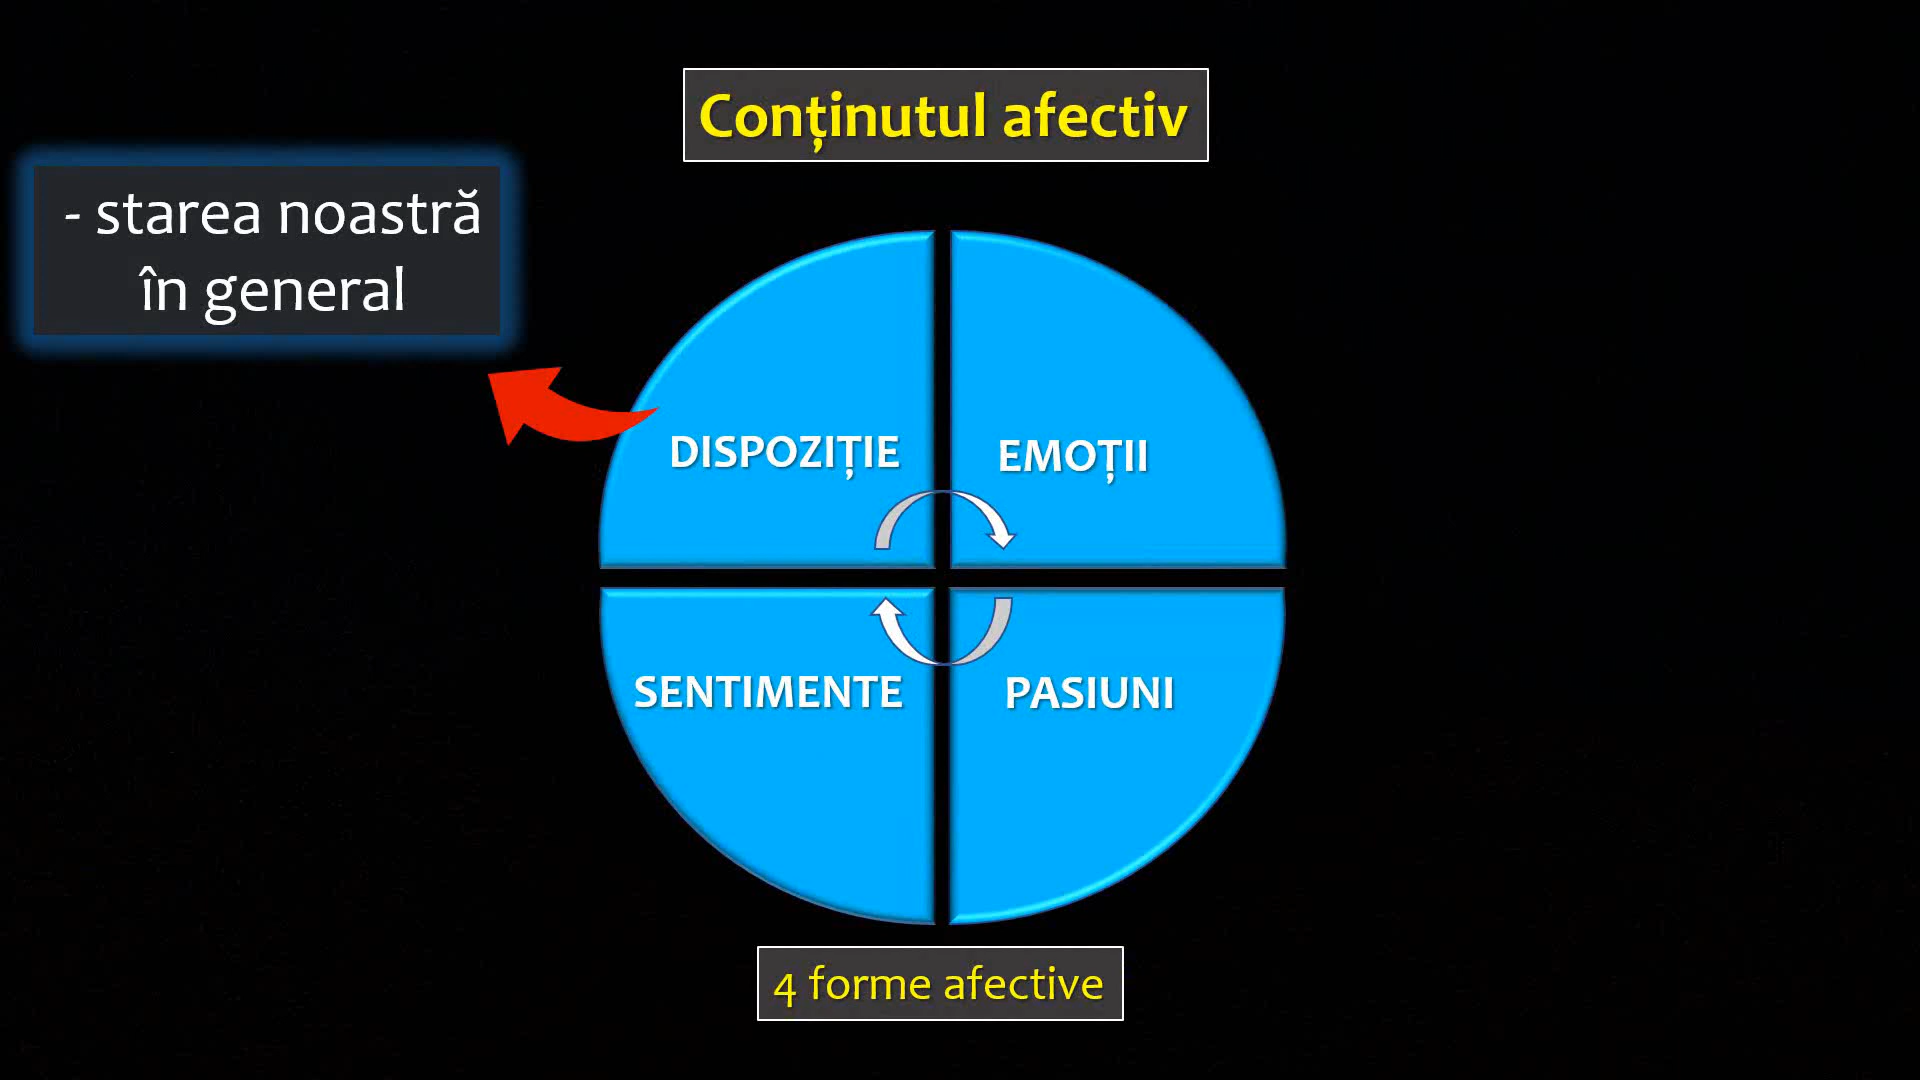 Conținutul afectiv
- starea noastră
în general
DISPOZIȚIE
EMOȚII
SENTIMENTE
PASIUNI
4 forme afective